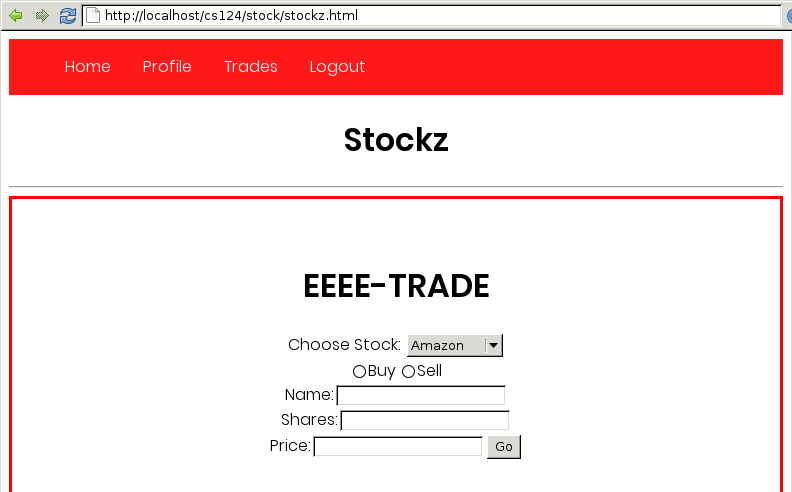 http://localhost/cs124/stock/stockz.html
Home Profile Trades Logout
Stockz
EEEE-TRADE
Choose Stock: Amazon
Buy Sell
Name:
Shares:
Price: Go